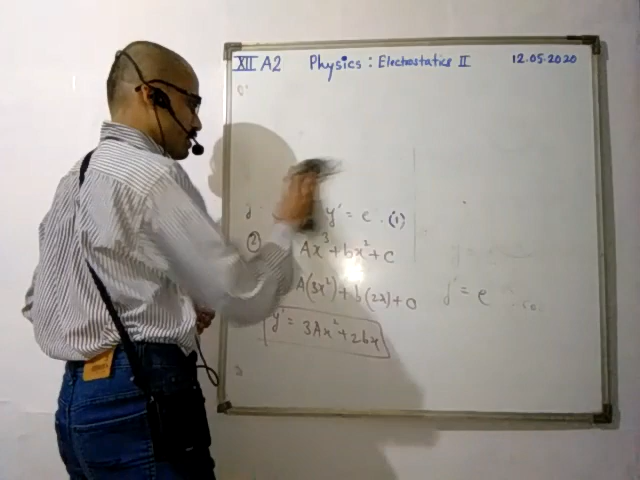 XII A2 Physics: Electrostatics II 12.05.2020
y' = e . (1)
(2) Ax³ + bx² + c
A(3x²) + b(2x) + 0 y' = e
y' = 3Ax² + 2bx